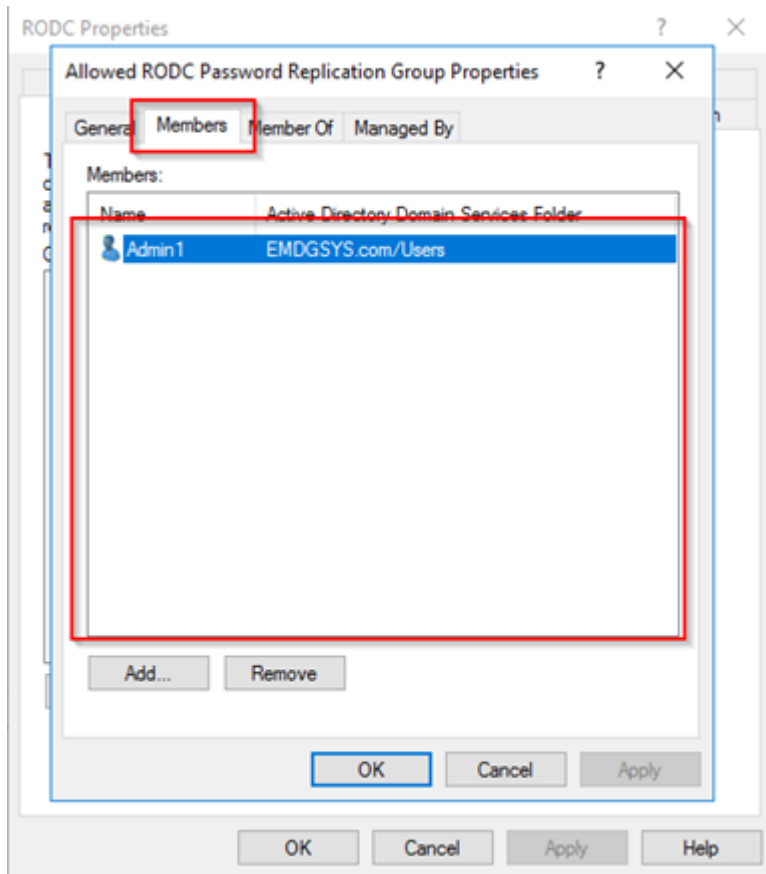 RODC Properties ? ✕
Allowed RODC Password Replication Group Properties ? ✕
General Members Member Of Managed By
Members:
Name Active Directory Domain Services Folder
Admin1 EMDGSYS.com/Users
Add... Remove
OK Cancel Apply
OK Cancel Apply Help